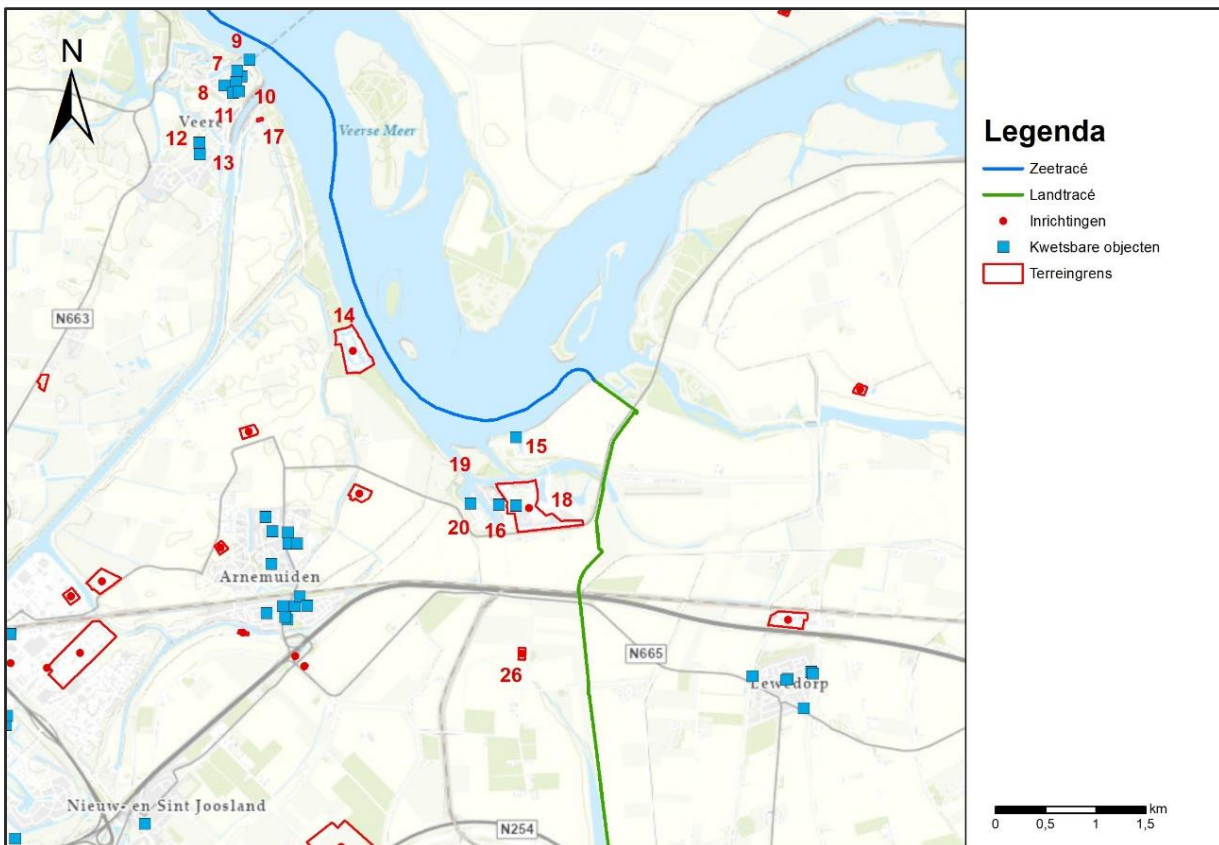 N
9
7
8
10
11
Veere
17
12
13
Veerse Meer
N663
14
15
19
18
20
16
Arnemuiden
N665
26
Lewedorp
Nieuw- en Sint Joosland
N254
Legenda
Zeetracé
Landtracé
Inrichtingen
Kwetsbare objecten
Terreingrens
km
0 0,5 1 1,5